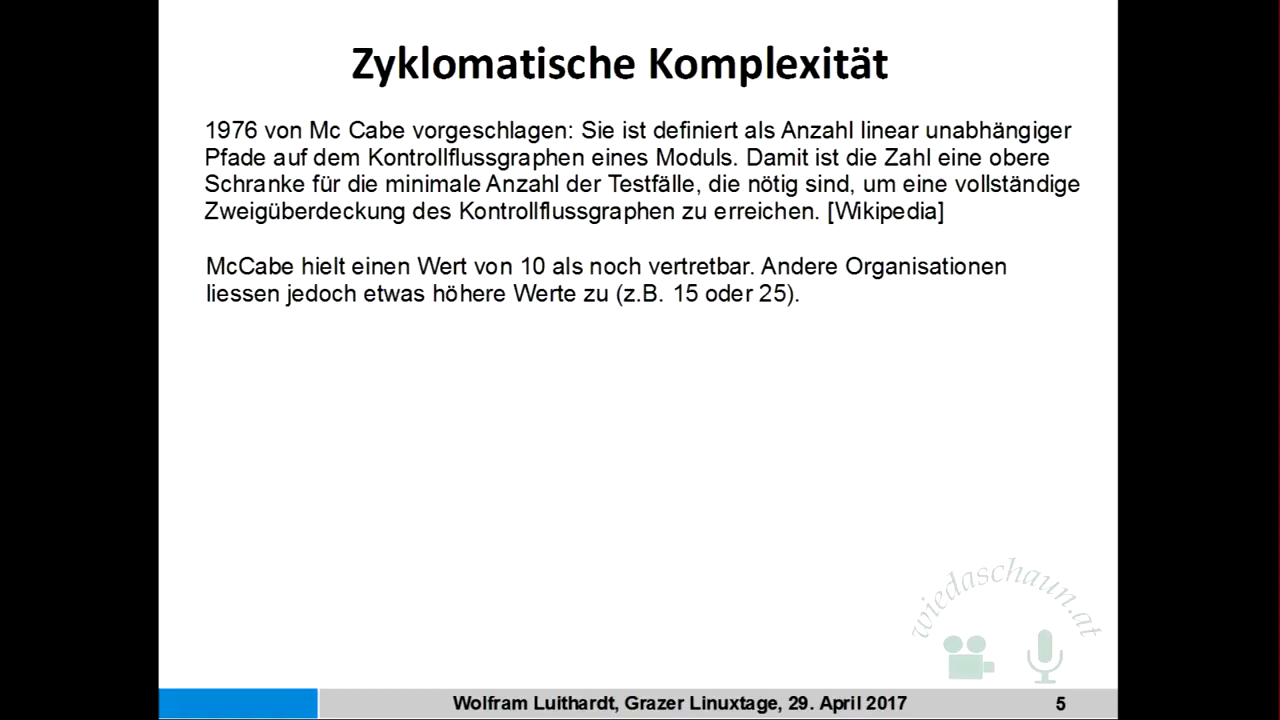 Zyklomatische Komplexität
1976 von Mc Cabe vorgeschlagen: Sie ist definiert als Anzahl linear unabhängiger
Pfade auf dem Kontrollflussgraphen eines Moduls. Damit ist die Zahl eine obere
Schranke für die minimale Anzahl der Testfälle, die nötig sind, um eine vollständige
Zweigüberdeckung des Kontrollflussgraphen zu erreichen. [Wikipedia]
McCabe hielt einen Wert von 10 als noch vertretbar. Andere Organisationen
liessen jedoch etwas höhere Werte zu (z.B. 15 oder 25).
wiedaschaun.at
Wolfram Luithardt, Grazer Linuxtage, 29. April 2017
5